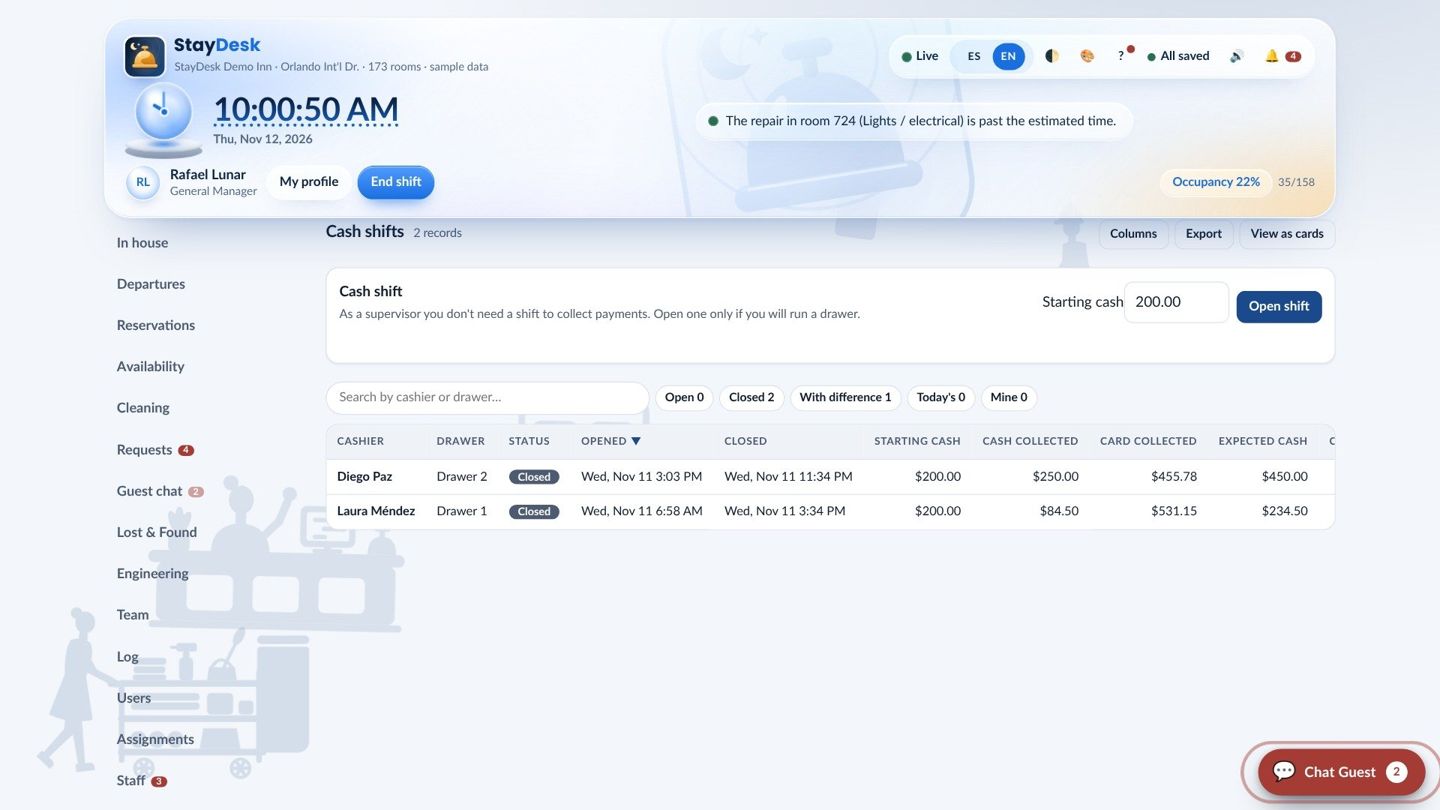 StayDesk
StayDesk Demo Inn · Orlando Int'l Dr. · 173 rooms · sample data
Live
ES
EN
?
All saved
4
10:00:50 AM
Thu, Nov 12, 2026
The repair in room 724 (Lights / electrical) is past the estimated time.
RL
Rafael Lunar
General Manager
My profile
End shift
Occupancy 22%
35/158
In house
Departures
Reservations
Availability
Cleaning
Requests 4
Guest chat 2
Lost & Found
Engineering
Team
Log
Users
Assignments
Staff 3
Cash shifts 2 records
Columns
Export
View as cards
Cash shift
As a supervisor you don't need a shift to collect payments. Open one only if you will run a drawer.
Starting cash 200.00
Open shift
Search by cashier or drawer...
Open 0
Closed 2
With difference 1
Today's 0
Mine 0
CASHIER DRAWER STATUS OPENED ▼ CLOSED STARTING CASH CASH COLLECTED CARD COLLECTED EXPECTED CASH C
Diego Paz Drawer 2 Closed Wed, Nov 11 3:03 PM Wed, Nov 11 11:34 PM $200.00 $250.00 $455.78 $450.00
Laura Méndez Drawer 1 Closed Wed, Nov 11 6:58 AM Wed, Nov 11 3:34 PM $200.00 $84.50 $531.15 $234.50
Chat Guest 2